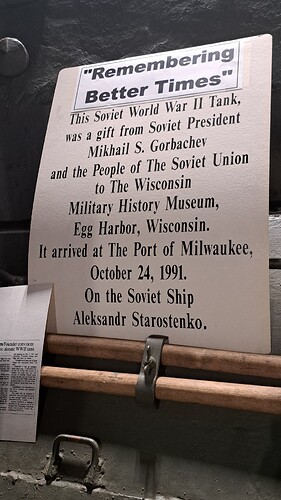 "Remembering
Better Times"
This Soviet World War II Tank,
was a gift from Soviet President
Mikhail S. Gorbachev
and the People of The Soviet Union
to The Wisconsin
Military History Museum,
Egg Harbor, Wisconsin.
It arrived at The Port of Milwaukee,
October 24, 1991.
On the Soviet Ship
Aleksandr Starostenko.